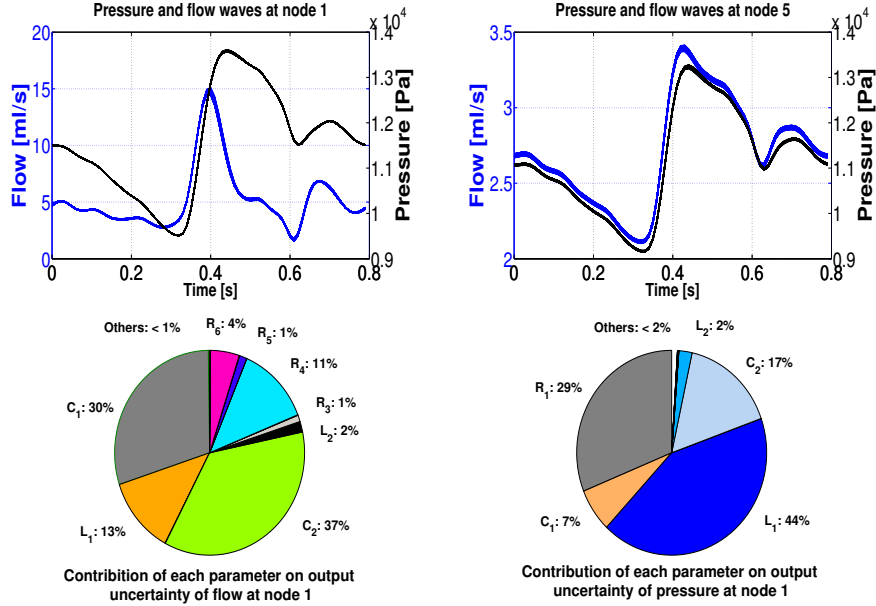 Pressure and flow waves at node 1
x 10⁴
20
15
10
5
0
Flow [ml/s]
1.4
1.3
1.2
1.1
1
0.9
Pressure [Pa]
0
0.2
0.4
0.6
0.8
Time [s]
Pressure and flow waves at node 5
x 10⁴
3.5
3
2.5
2
Flow [ml/s]
1.4
1.3
1.2
1.1
1
0.9
Pressure [Pa]
0
0.2
0.4
0.6
0.8
Time [s]
Others: < 1%
R₆: 4%
R₅: 1%
R₄: 11%
R₃: 1%
L₂: 2%
C₂: 37%
L₁: 13%
C₁: 30%
Contribition of each parameter on output
uncertainty of flow at node 1
Others: < 2%
L₂: 2%
C₂: 17%
L₁: 44%
C₁: 7%
R₁: 29%
Contribution of each parameter on output
uncertainty of pressure at node 1